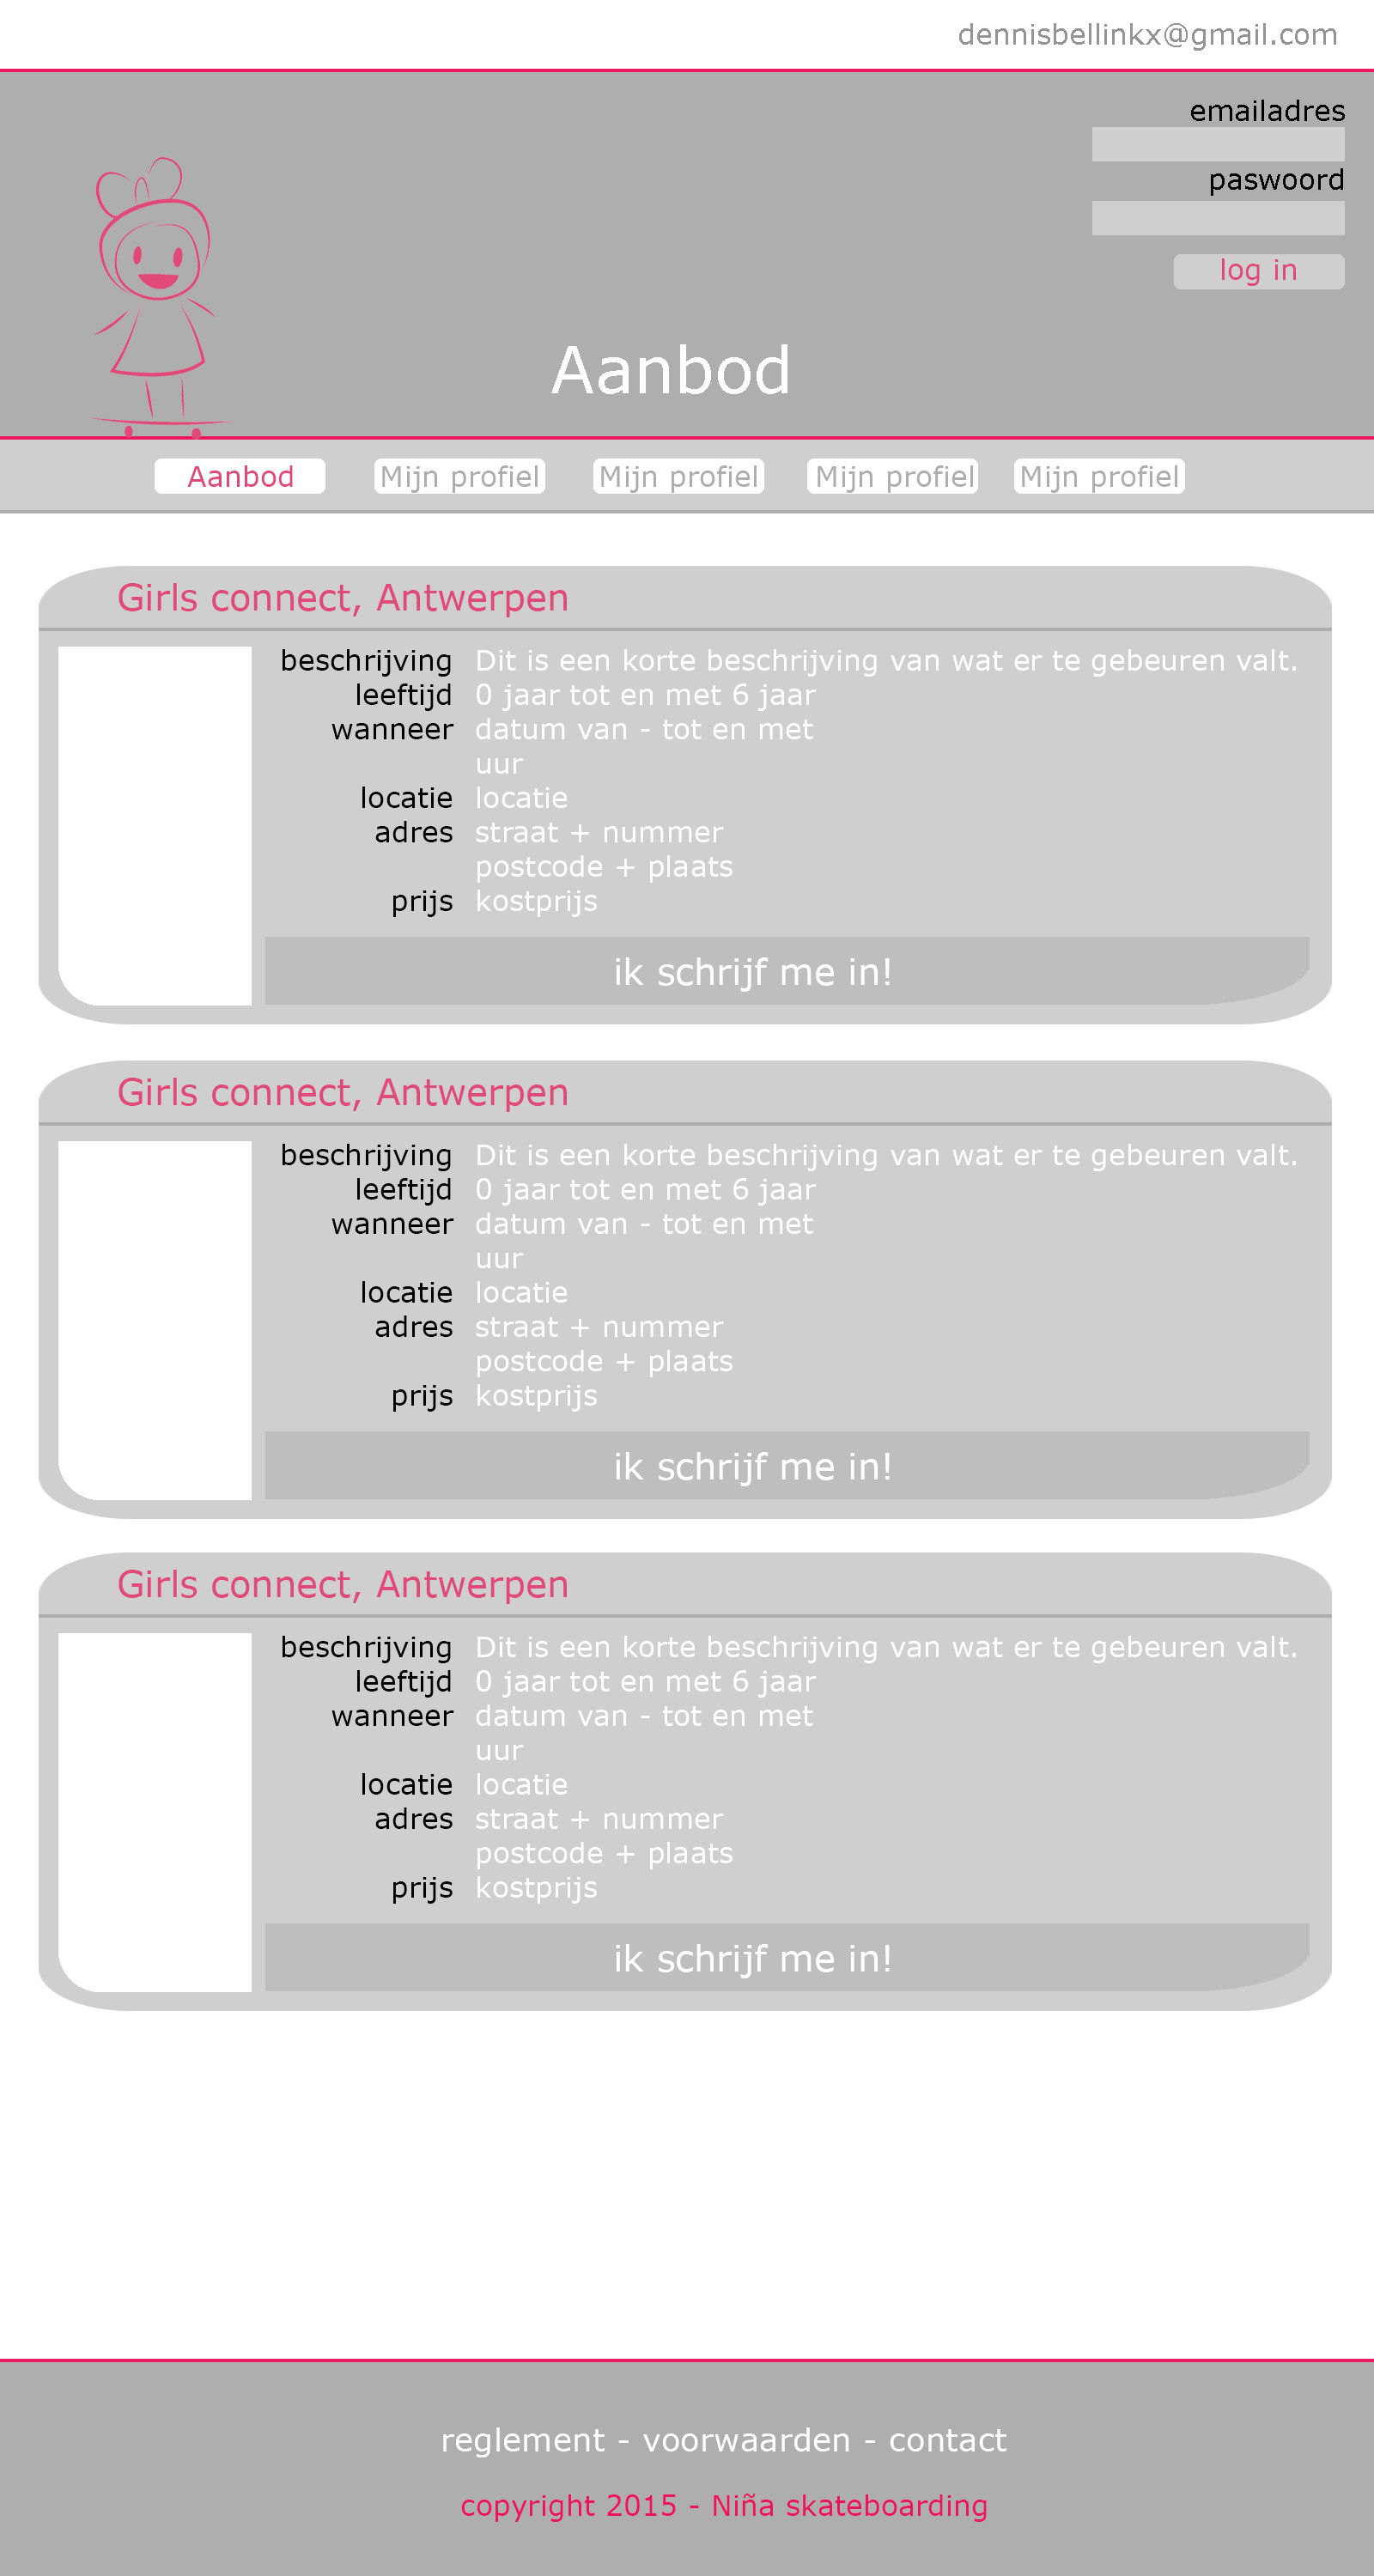 dennisbellinkx@gmail.com
emailadres
paswoord
log in
Aanbod
Aanbod Mijn profiel Mijn profiel Mijn profiel Mijn profiel
Girls connect, Antwerpen
beschrijving Dit is een korte beschrijving van wat er te gebeuren valt.
leeftijd 0 jaar tot en met 6 jaar
wanneer datum van - tot en met
uur
locatie locatie
adres straat + nummer
postcode + plaats
prijs kostprijs
ik schrijf me in!
Girls connect, Antwerpen
beschrijving Dit is een korte beschrijving van wat er te gebeuren valt.
leeftijd 0 jaar tot en met 6 jaar
wanneer datum van - tot en met
uur
locatie locatie
adres straat + nummer
postcode + plaats
prijs kostprijs
ik schrijf me in!
Girls connect, Antwerpen
beschrijving Dit is een korte beschrijving van wat er te gebeuren valt.
leeftijd 0 jaar tot en met 6 jaar
wanneer datum van - tot en met
uur
locatie locatie
adres straat + nummer
postcode + plaats
prijs kostprijs
ik schrijf me in!
reglement - voorwaarden - contact
copyright 2015 - Niña skateboarding